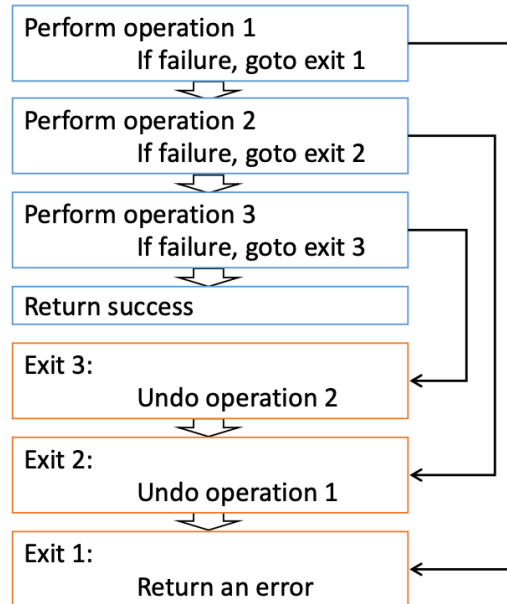 Perform operation 1
If failure, goto exit 1
Perform operation 2
If failure, goto exit 2
Perform operation 3
If failure, goto exit 3
Return success
Exit 3:
Undo operation 2
Exit 2:
Undo operation 1
Exit 1:
Return an error